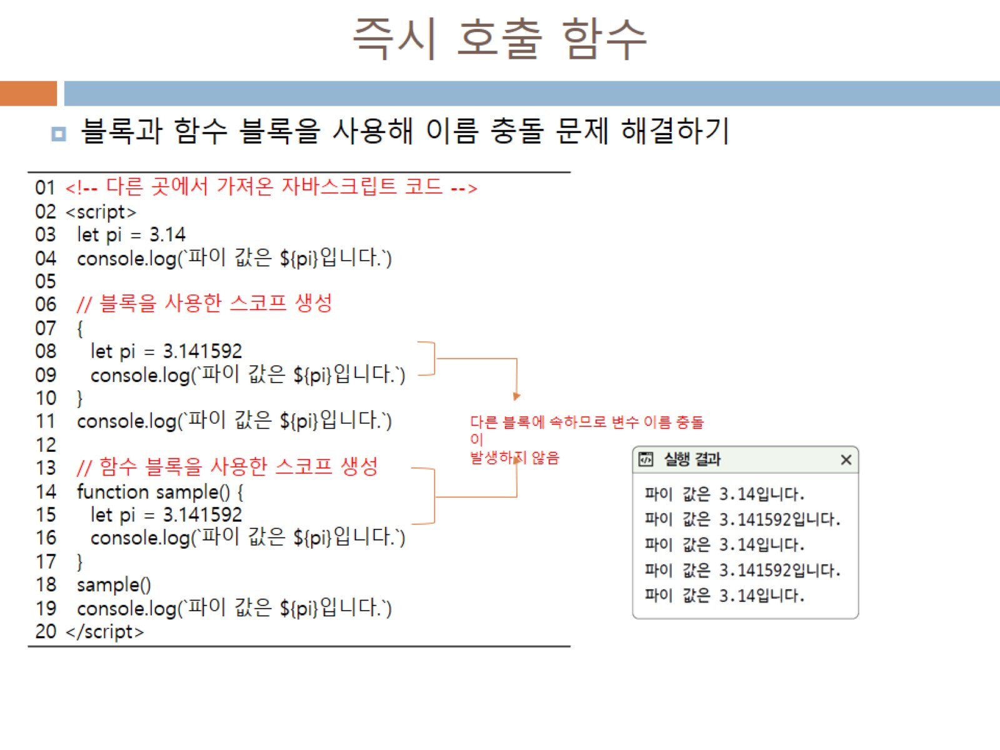 즉시 호출 함수
블록과 함수 블록을 사용해 이름 충돌 문제 해결하기
01 <!-- 다른 곳에서 가져온 자바스크립트 코드 -->
02 <script>
03 let pi = 3.14
04 console.log(`파이 값은 ${pi}입니다.`)
05
06 // 블록을 사용한 스코프 생성
07 {
08 let pi = 3.141592
09 console.log(`파이 값은 ${pi}입니다.`)
10 }
11 console.log(`파이 값은 ${pi}입니다.`)
12
13 // 함수 블록을 사용한 스코프 생성
14 function sample() {
15 let pi = 3.141592
16 console.log(`파이 값은 ${pi}입니다.`)
17 }
18 sample()
19 console.log(`파이 값은 ${pi}입니다.`)
20 </script>
다른 블록에 속하므로 변수 이름 충돌
이
발생하지 않음
실행 결과
파이 값은 3.14입니다.
파이 값은 3.141592입니다.
파이 값은 3.14입니다.
파이 값은 3.141592입니다.
파이 값은 3.14입니다.